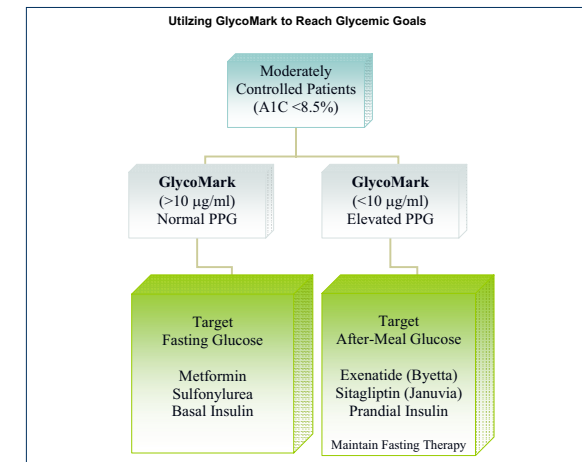 Utilzing GlycoMark to Reach Glycemic Goals
Moderately
Controlled Patients
(A1C <8.5%)
GlycoMark
(>10 μg/ml)
Normal PPG
GlycoMark
(<10 μg/ml)
Elevated PPG
Target
Fasting Glucose
Metformin
Sulfonylurea
Basal Insulin
Target
After-Meal Glucose
Exenatide (Byetta)
Sitagliptin (Januvia)
Prandial Insulin
Maintain Fasting Therapy